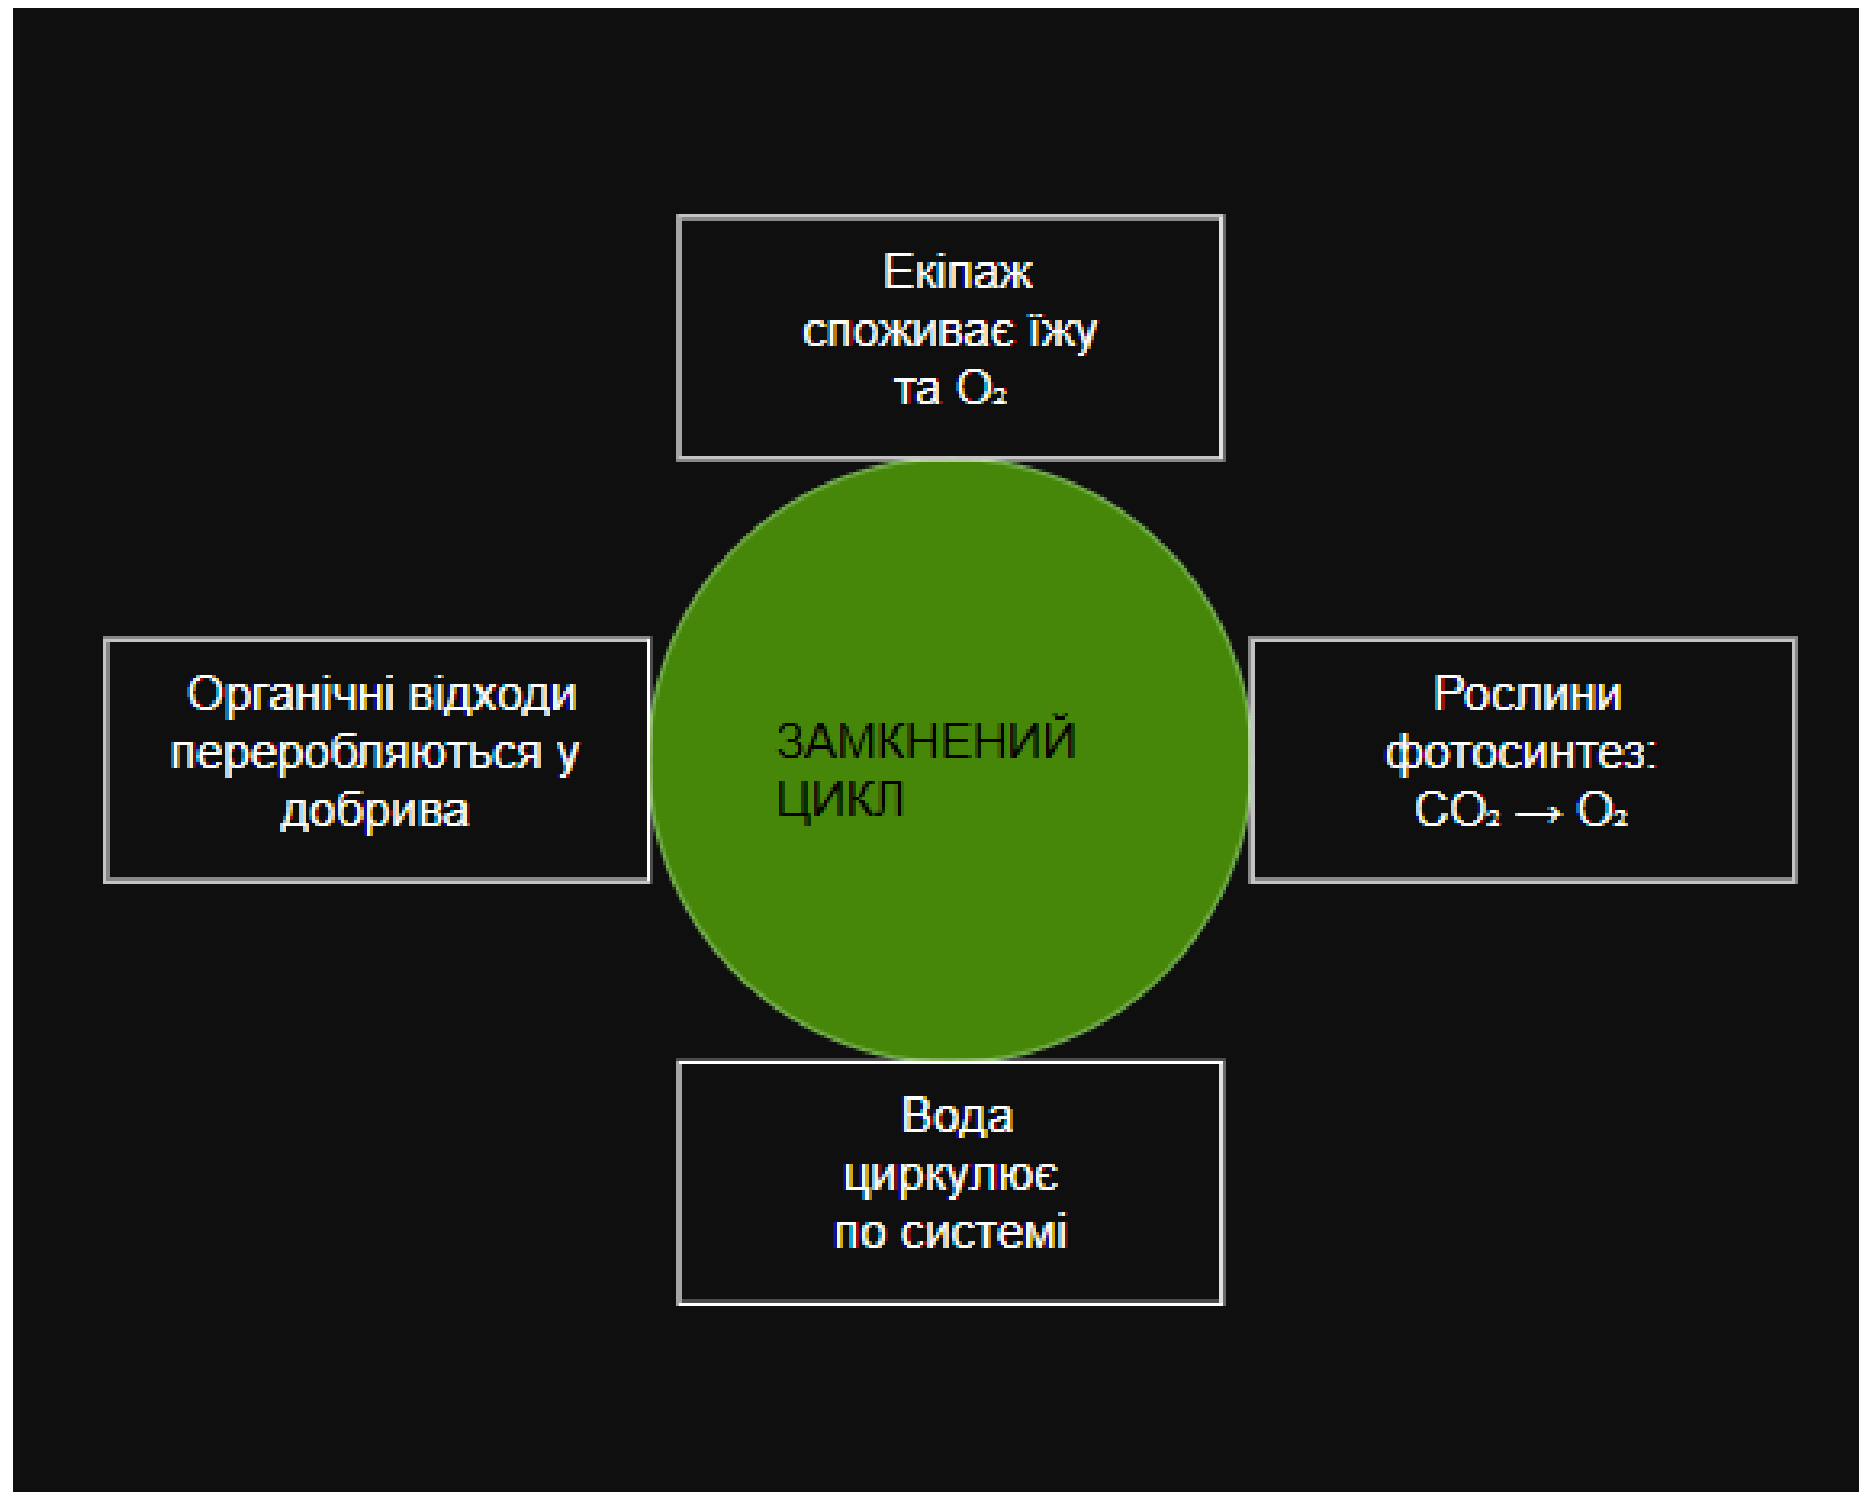 Екіпаж
споживає їжу
та O₂
Органічні відходи
переробляються у
добрива
ЗАМКНЕНИЙ
ЦИКЛ
Рослини
фотосинтез:
CO₂ → O₂
Вода
циркулює
по системі